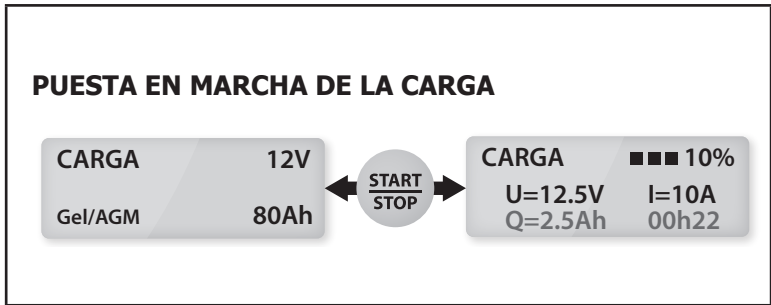 PUESTA EN MARCHA DE LA CARGA
CARGA 12V
Gel/AGM 80Ah
START
STOP
CARGA 10%
U=12.5V I=10A
Q=2.5Ah 00h22